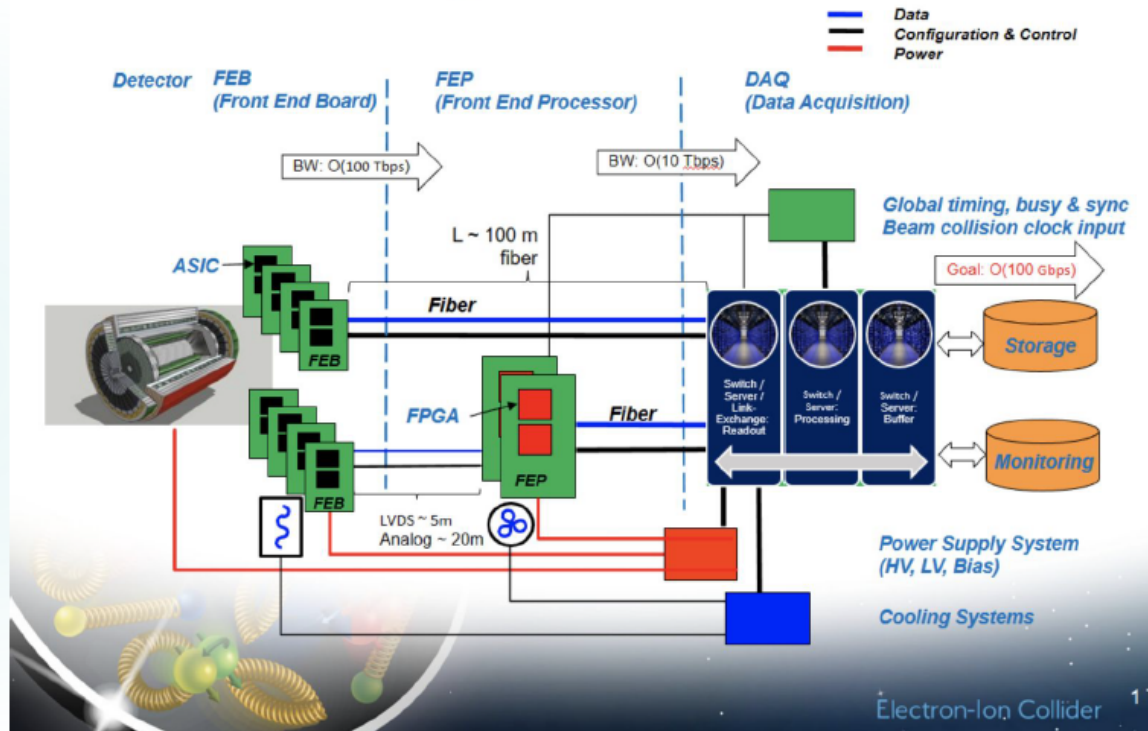 Data
Configuration & Control
Power
Detector
FEB
(Front End Board)
FEP
(Front End Processor)
DAQ
(Data Acquisition)
BW: O(100 Tbps)
BW: O(10 Tbps)
Global timing, busy & sync
Beam collision clock input
L ~ 100 m
fiber
Goal: O(100 Gbps)
ASIC
Fiber
FEB
Storage
Switch /
Server /
Link-
Exchange:
Readout
Switch /
Server:
Processing
Switch /
Server:
Buffer
FPGA
Fiber
FEP
FEB
Monitoring
LVDS ~ 5m
Analog ~ 20m
Power Supply System
(HV, LV, Bias)
Cooling Systems
Electron-Ion Collider
1